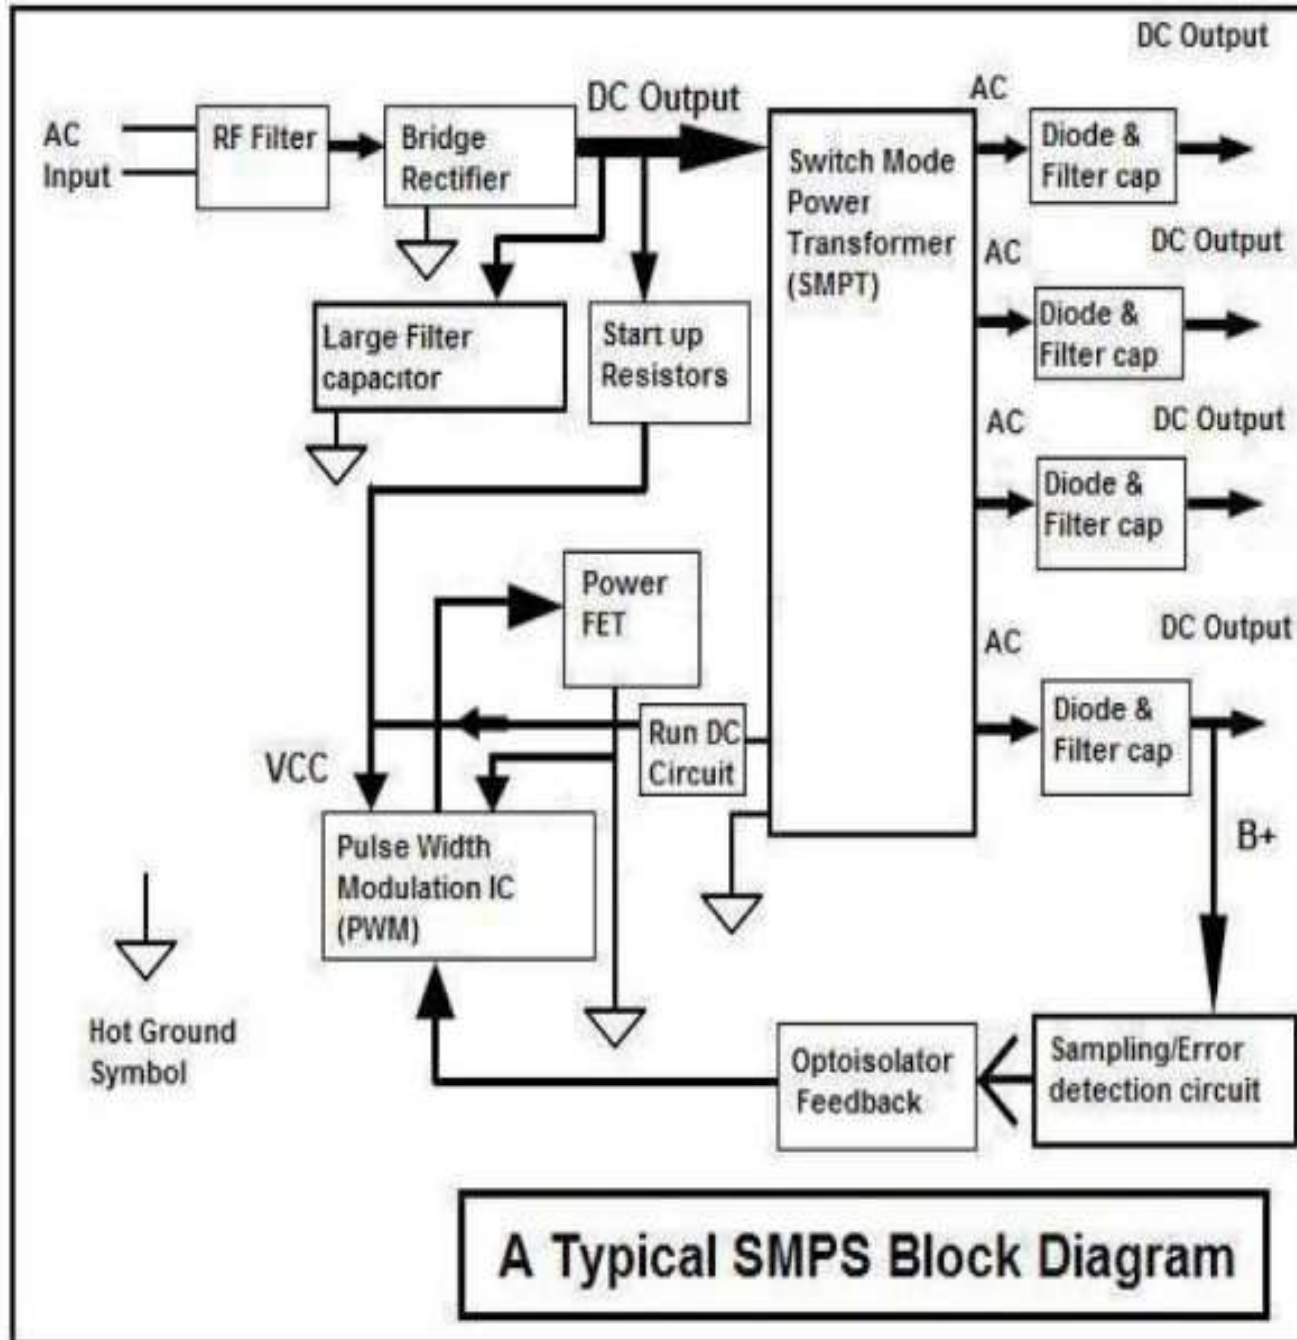 DC Output
AC
Input
RF Filter
Bridge
Rectifier
DC Output
Switch Mode
Power
Transformer
(SMPT)
AC
Diode &
Filter cap
DC Output
AC
Diode &
Filter cap
Large Filter
capacitor
Start up
Resistors
DC Output
AC
Diode &
Filter cap
Power
FET
DC Output
AC
Diode &
Filter cap
Run DC
Circuit
VCC
Pulse Width
Modulation IC
(PWM)
B+
Hot Ground
Symbol
Optoisolator
Feedback
Sampling/Error
detection circuit
A Typical SMPS Block Diagram